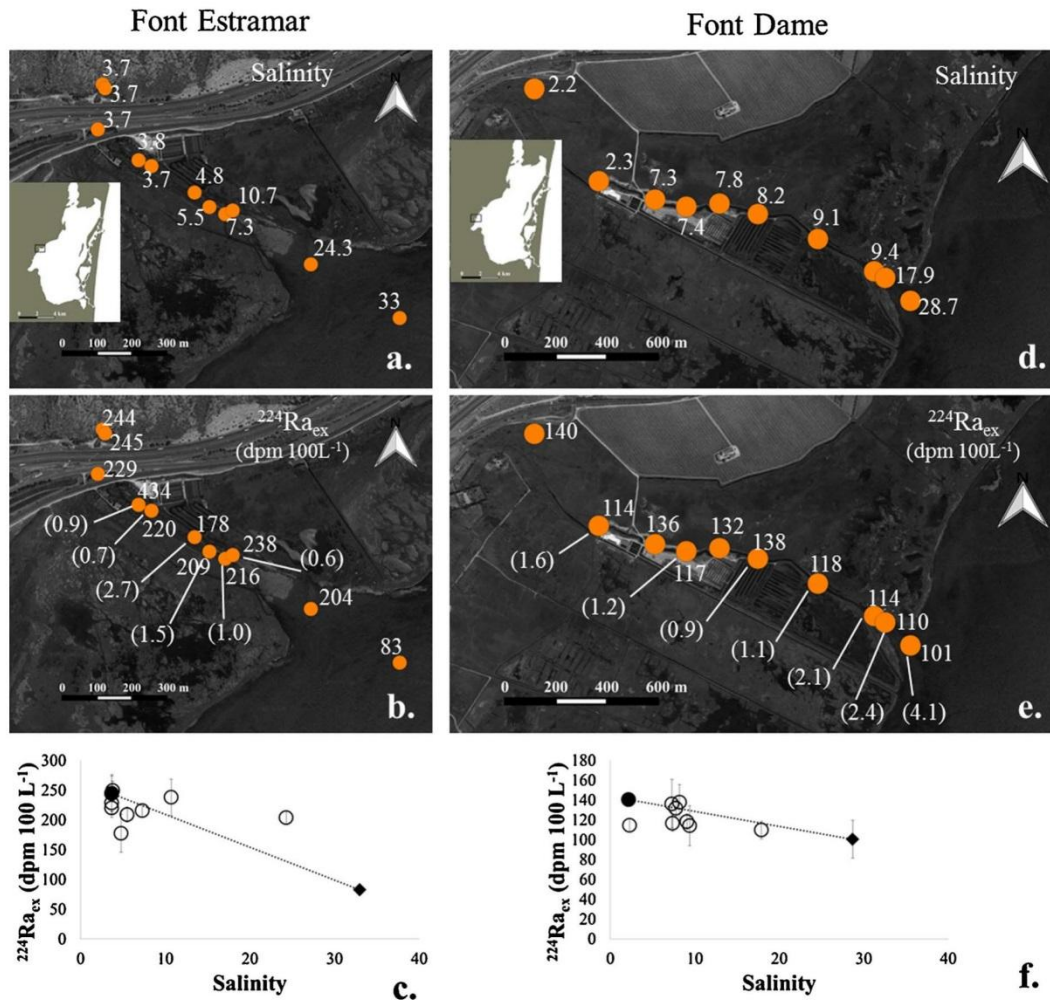 Font Estramar
Font Dame
Salinity
N
3.7
3.7
3.7
3.8
3.7
4.8
5.5
10.7
7.3
24.3
33
0 2 4 km
0 100 200 300 m
a.
Salinity
N
2.2
2.3
7.3
7.4
7.8
8.2
9.1
9.4
17.9
28.7
0 2 4 km
0 200 400 600 m
d.
²²⁴Raₑₓ
(dpm 100L⁻¹)
N
244
245
229
434
220
178
209
238
216
204
83
(0.9)
(0.7)
(2.7)
(1.5)
(1.0)
(0.6)
0 100 200 300 m
b.
²²⁴Raₑₓ
(dpm 100L⁻¹)
N
140
114
136
117
132
138
118
114
110
101
(1.6)
(1.2)
(0.9)
(1.1)
(2.1)
(2.4)
(4.1)
0 200 400 600 m
e.
²²⁴Raₑₓ (dpm 100 L⁻¹)
300
250
200
150
100
50
0
0 10 20 30 40
Salinity
c.
²²⁴Raₑₓ (dpm 100 L⁻¹)
180
160
140
120
100
80
60
40
20
0
0 10 20 30 40
Salinity
f.